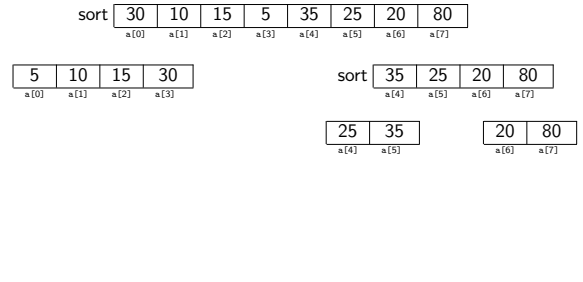 sort 30 10 15 5 35 25 20 80
a[0] a[1] a[2] a[3] a[4] a[5] a[6] a[7]
5 10 15 30 sort 35 25 20 80
a[0] a[1] a[2] a[3] a[4] a[5] a[6] a[7]
25 35 20 80
a[4] a[5] a[6] a[7]